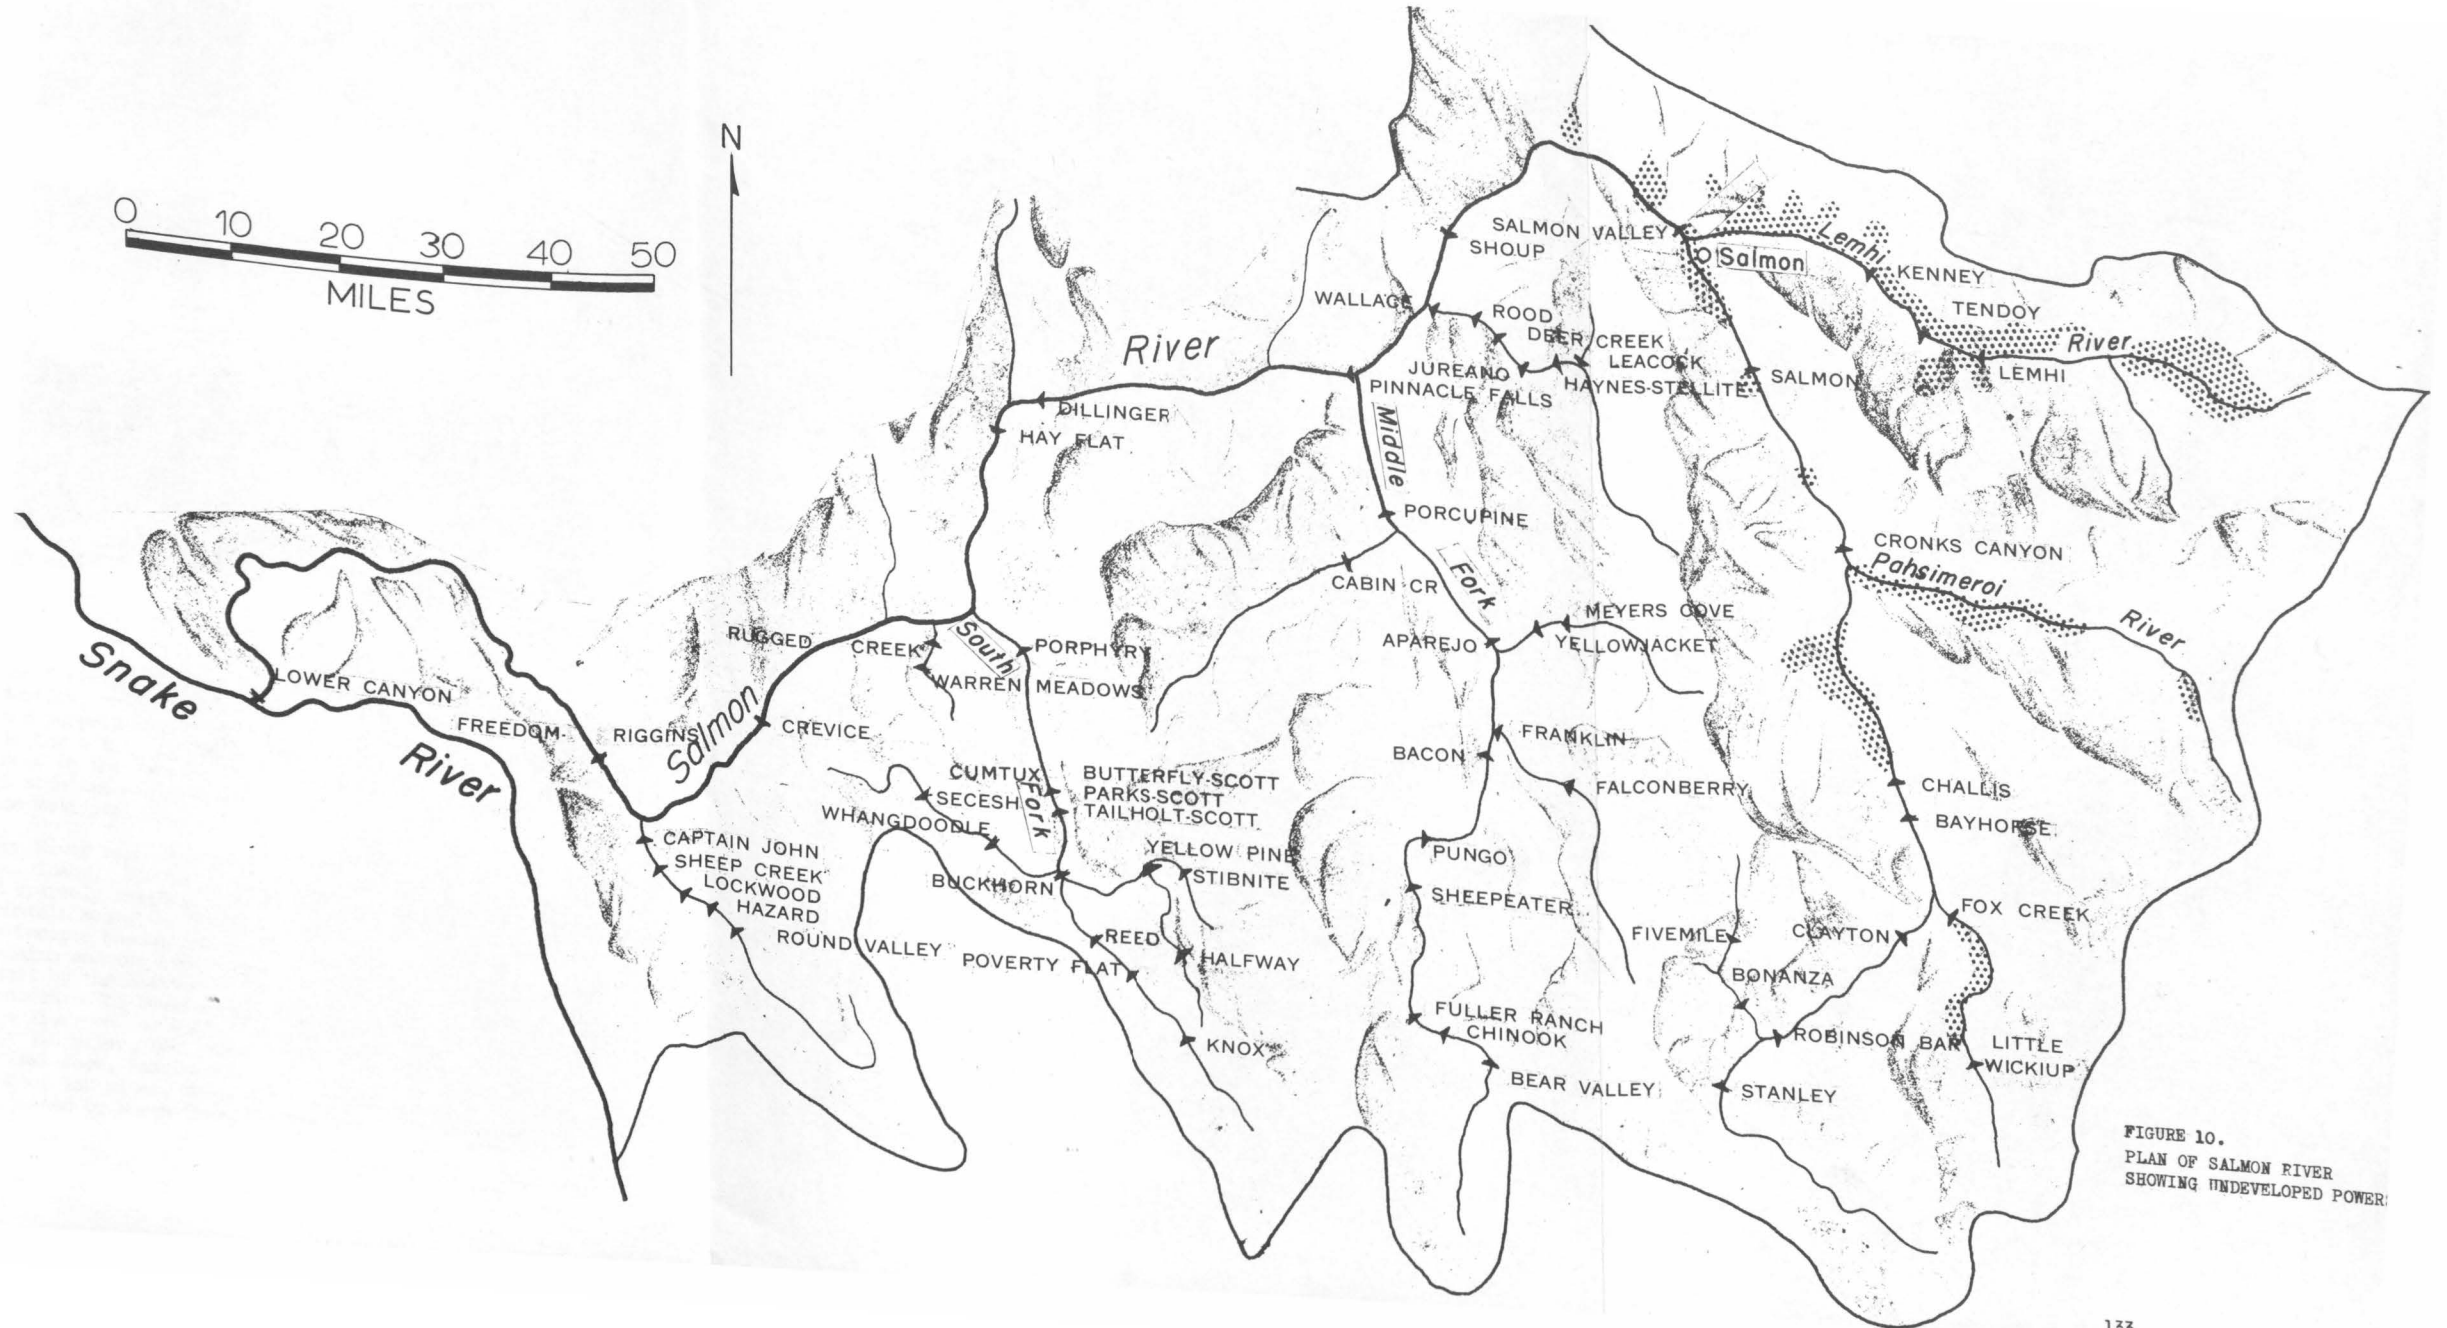 N
0 10 20 30 40 50
MILES
SALMON VALLEY
SHOUP
Salmon
Lemhi
KENNEY
TENDOY
River
LEMHI
WALLACE
ROOD
DEER CREEK
LEACOCK
JUREANO
HAYNES-STELLITE
PINNACLE FALLS
SALMON
River
DILLINGER
HAY FLAT
Middle
PORCUPINE
CRONKS CANYON
Pahsimeroi
River
CABIN CR
Fork
MEYERS COVE
YELLOWJACKET
APAREJO
RUGGED CREEK
South
PORPHYRY
WARREN MEADOWS
Snake
LOWER CANYON
FREEDOM
RIGGINS
Salmon
CREVICE
River
FRANKLIN
BACON
FALCONBERRY
CHALLIS
BAYHORSE
CUMTUX
BUTTERFLY-SCOTT
PARKS-SCOTT
TAILHOLT-SCOTT
SECESH
Fork
WHANGDOODLE
CAPTAIN JOHN
SHEEP CREEK
LOCKWOOD
HAZARD
ROUND VALLEY
YELLOW PINE
STIBNITE
BUCKHORN
PUNGO
SHEEPEATER
REED
POVERTY FLAT
HALFWAY
KNOX
FOX CREEK
FIVEMILE
CLAYTON
BONANZA
FULLER RANCH
CHINOOK
BEAR VALLEY
ROBINSON BAR
LITTLE
WICKIUP
STANLEY
FIGURE 10.
PLAN OF SALMON RIVER
SHOWING UNDEVELOPED POWER
133